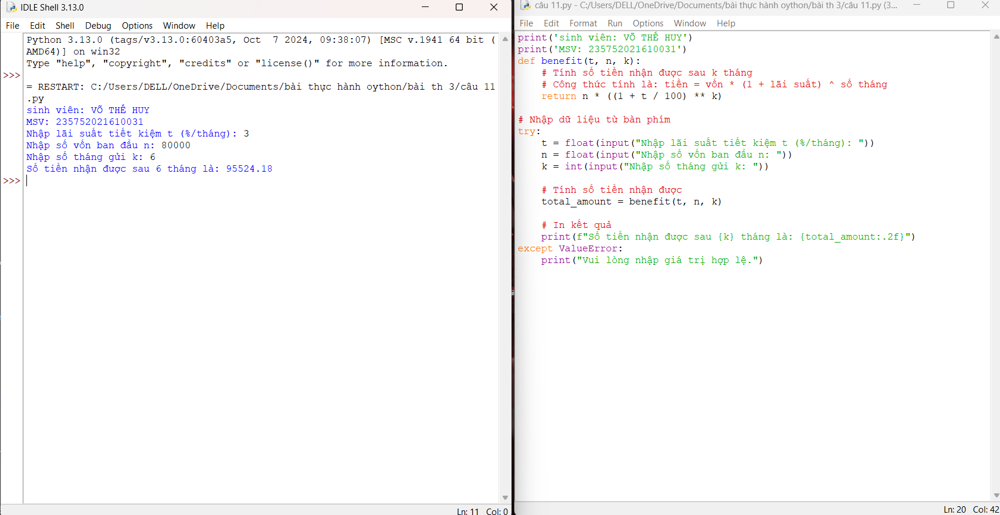 IDLE Shell 3.13.0
File Edit Shell Debug Options Window Help
Python 3.13.0 (tags/v3.13.0:60403a5, Oct  7 2024, 09:38:07) [MSC v.1941 64 bit (
AMD64)] on win32
Type "help", "copyright", "credits" or "license()" for more information.
>>>
= RESTART: C:/Users/DELL/OneDrive/Documents/bài thực hành oython/bài th 3/câu 11
.py
sinh viên: VÕ THẾ HUY
MSV: 235752021610031
Nhập lãi suất tiết kiệm t (%/tháng): 3
Nhập số vốn ban đầu n: 80000
Nhập số tháng gửi k: 6
Số tiền nhận được sau 6 tháng là: 95524.18
>>>
Ln: 11 Col: 0
câu 11.py - C:/Users/DELL/OneDrive/Documents/bài thực hành oython/bài th 3/câu 11.py (3...
File Edit Format Run Options Window Help
print('sinh viên: VÕ THẾ HUY')
print('MSV: 235752021610031')
def benefit(t, n, k):
    # Tính số tiền nhận được sau k tháng
    # Công thức tính là: tiền = vốn * (1 + lãi suất) ^ số tháng
    return n * ((1 + t / 100) ** k)
# Nhập dữ liệu từ bàn phím
try:
    t = float(input("Nhập lãi suất tiết kiệm t (%/tháng): "))
    n = float(input("Nhập số vốn ban đầu n: "))
    k = int(input("Nhập số tháng gửi k: "))
    # Tính số tiền nhận được
    total_amount = benefit(t, n, k)
    # In kết quả
    print(f"Số tiền nhận được sau {k} tháng là: {total_amount:.2f}")
except ValueError:
    print("Vui lòng nhập giá trị hợp lệ.")
Ln: 20 Col: 42